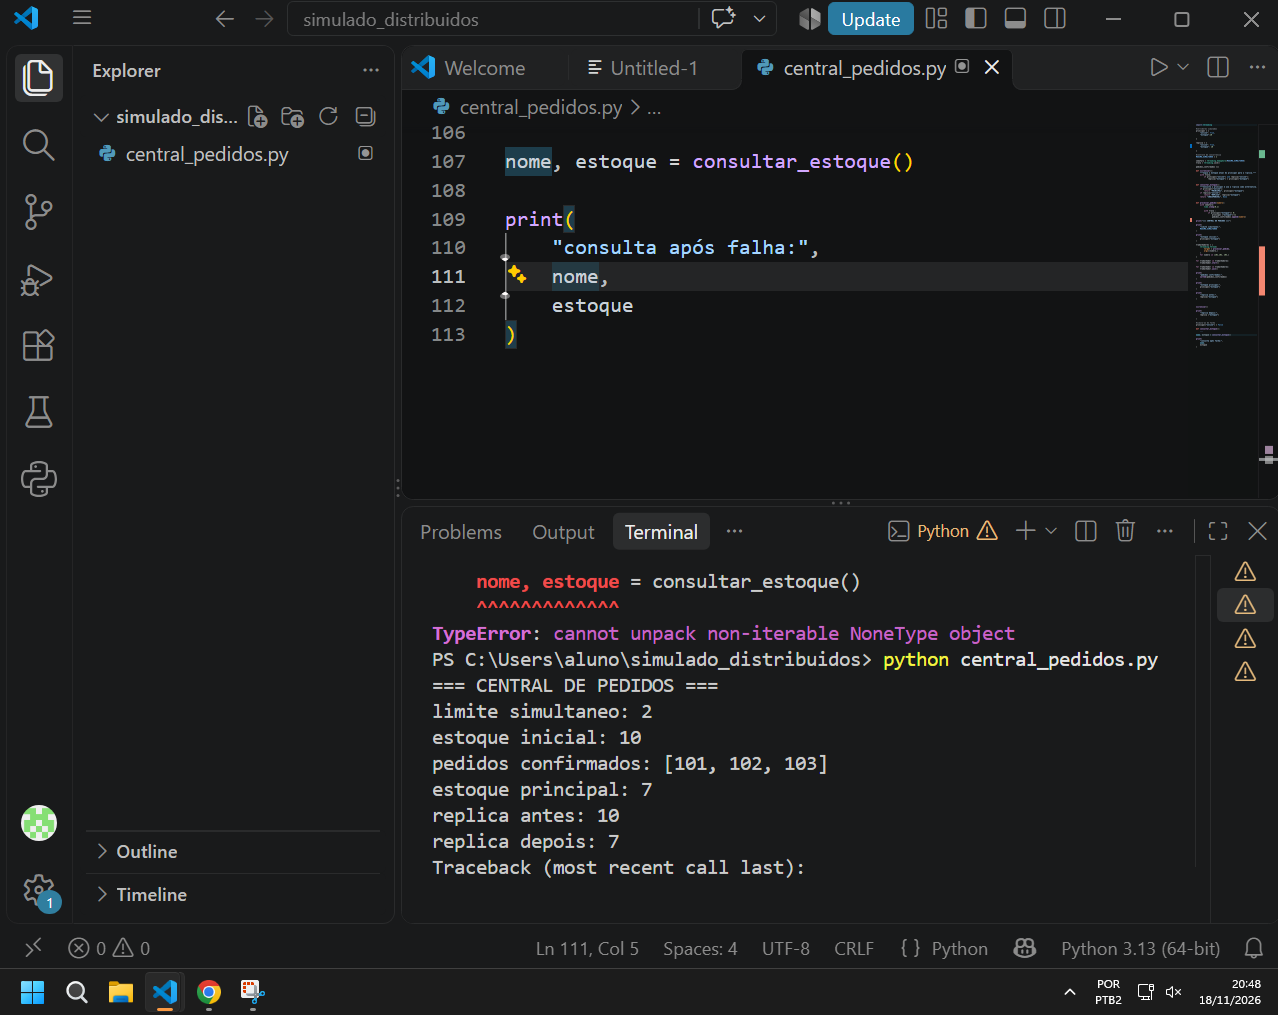 simulado_distribuidos
Update
Explorer
simulado_dis...
central_pedidos.py
Outline
Timeline
Welcome
Untitled-1
central_pedidos.py
central_pedidos.py > ...
106
107 nome, estoque = consultar_estoque()
108
109 print(
110 "consulta após falha:",
111 nome,
112 estoque
113 )
Problems Output Terminal ...
Python
nome, estoque = consultar_estoque()
^^^^^^^^^^^^^
TypeError: cannot unpack non-iterable NoneType object
PS C:\Users\aluno\simulado_distribuidos> python central_pedidos.py
=== CENTRAL DE PEDIDOS ===
limite simultaneo: 2
estoque inicial: 10
pedidos confirmados: [101, 102, 103]
estoque principal: 7
replica antes: 10
replica depois: 7
Traceback (most recent call last):
1
0 0
Ln 111, Col 5 Spaces: 4 UTF-8 CRLF {} Python Python 3.13 (64-bit)
POR
PTB2
20:48
18/11/2026